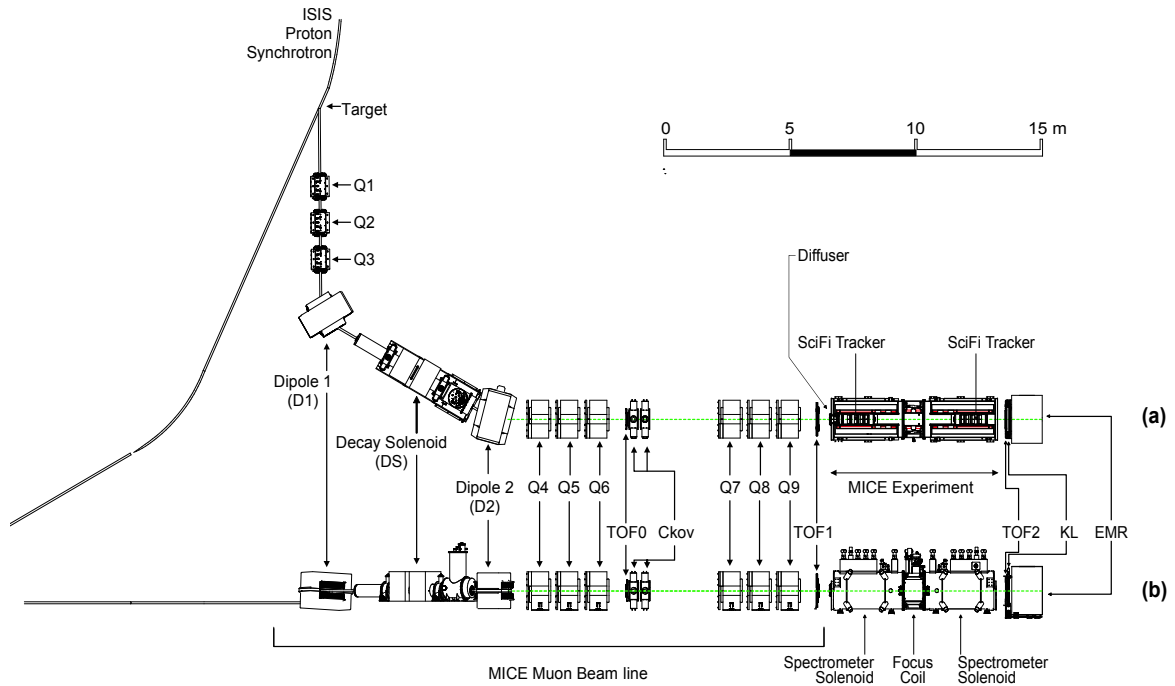 ISIS
Proton
Synchrotron
Target
0 5 10 15 m
Q1
Q2
Q3
Diffuser
SciFi Tracker SciFi Tracker
Dipole 1
(D1)
(a)
Decay Solenoid
(DS)
Dipole 2
(D2)
Q4 Q5 Q6 Q7 Q8 Q9
MICE Experiment
TOF0 Ckov TOF1 TOF2 KL EMR
(b)
MICE Muon Beam line
Spectrometer
Solenoid
Focus
Coil
Spectrometer
Solenoid